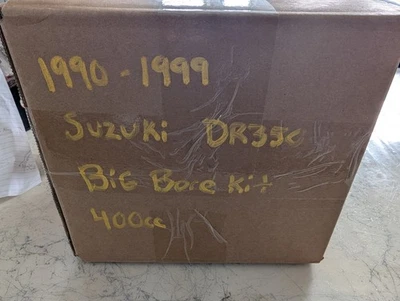 1990 - 1999
Suzuki DR350
BiG Bore Kit
400cc